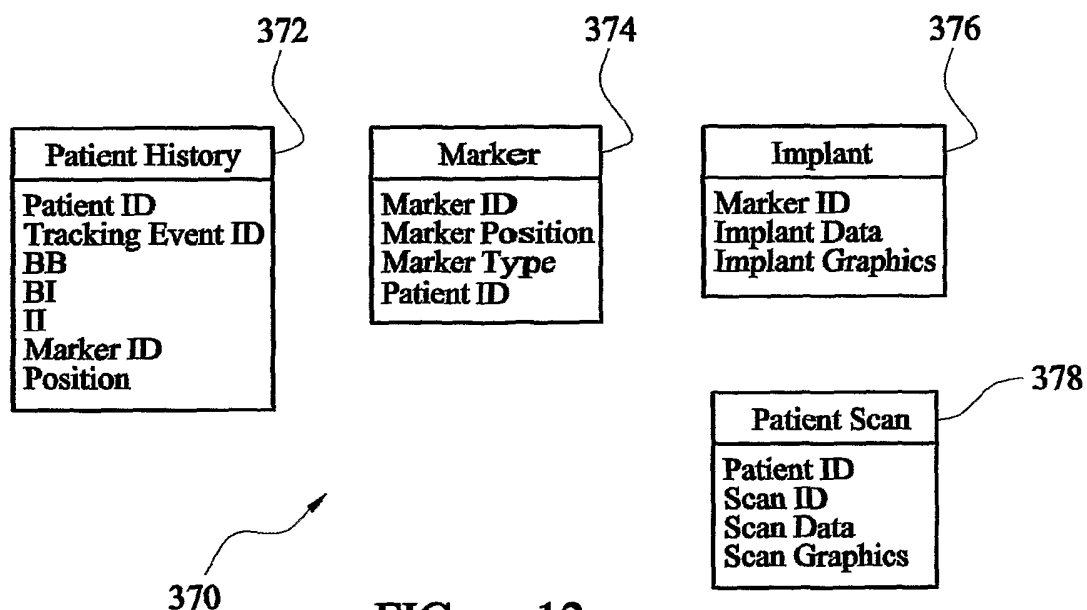 372
374
376
Patient History
Patient ID
Tracking Event ID
BB
BI
II
Marker ID
Position
Marker
Marker ID
Marker Position
Marker Type
Patient ID
Implant
Marker ID
Implant Data
Implant Graphics
378
Patient Scan
Patient ID
Scan ID
Scan Data
Scan Graphics
370